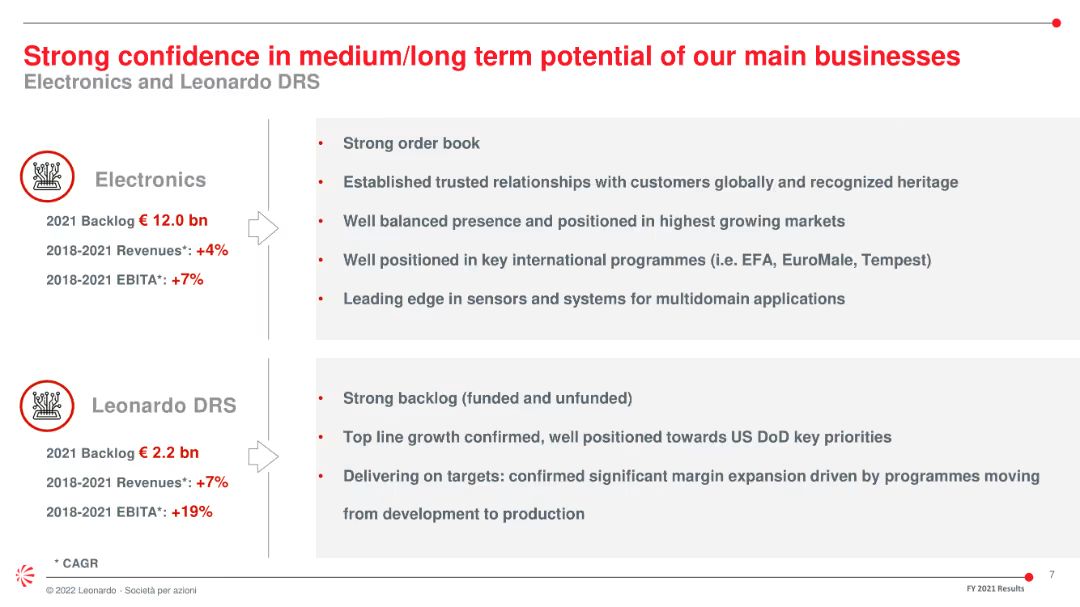 Strong confidence in medium/long term potential of our main businesses
Electronics and Leonardo DRS
Electronics
2021 Backlog € 12.0 bn
2018-2021 Revenues*: +4%
2018-2021 EBITA*: +7%
• Strong order book
• Established trusted relationships with customers globally and recognized heritage
• Well balanced presence and positioned in highest growing markets
• Well positioned in key international programmes (i.e. EFA, EuroMale, Tempest)
• Leading edge in sensors and systems for multidomain applications
Leonardo DRS
2021 Backlog € 2.2 bn
2018-2021 Revenues*: +7%
2018-2021 EBITA*: +19%
• Strong backlog (funded and unfunded)
• Top line growth confirmed, well positioned towards US DoD key priorities
• Delivering on targets: confirmed significant margin expansion driven by programmes moving
from development to production
* CAGR
© 2022 Leonardo - Società per azioni
FY 2021 Results
7